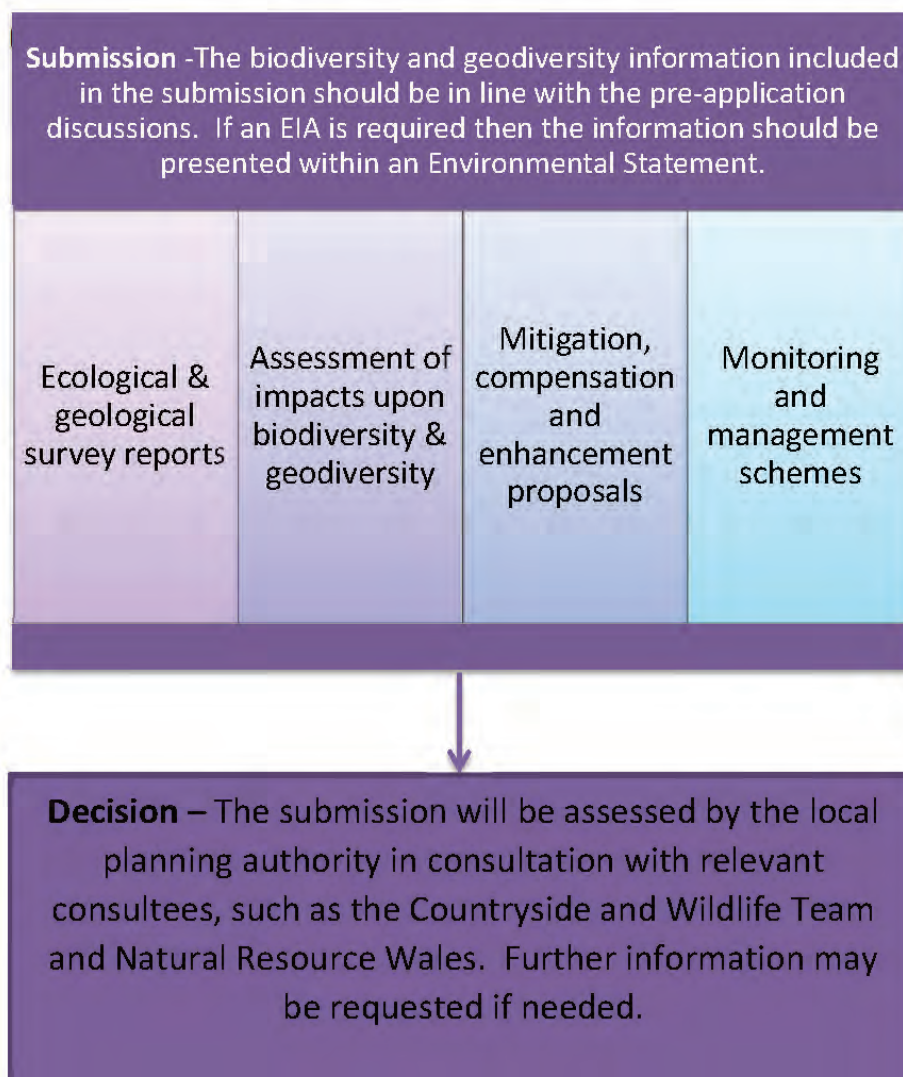 Submission -The biodiversity and geodiversity information included
in the submission should be in line with the pre-application
discussions. If an EIA is required then the information should be
presented within an Environmental Statement.
Ecological &
geological
survey reports
Assessment of
impacts upon
biodiversity &
geodiversity
Mitigation,
compensation
and
enhancement
proposals
Monitoring
and
management
schemes
Decision – The submission will be assessed by the local
planning authority in consultation with relevant
consultees, such as the Countryside and Wildlife Team
and Natural Resource Wales. Further information may
be requested if needed.